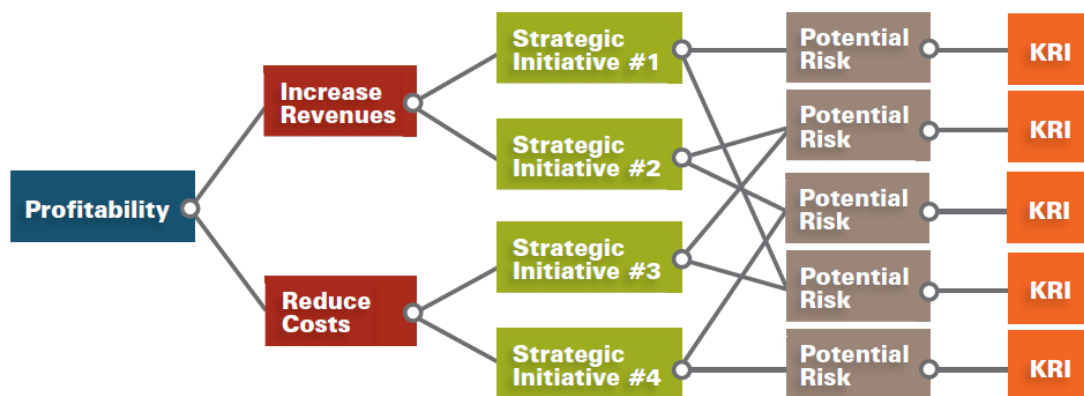 Profitability
Increase
Revenues
Reduce
Costs
Strategic
Initiative #1
Strategic
Initiative #2
Strategic
Initiative #3
Strategic
Initiative #4
Potential
Risk
Potential
Risk
Potential
Risk
Potential
Risk
Potential
Risk
KRI
KRI
KRI
KRI
KRI